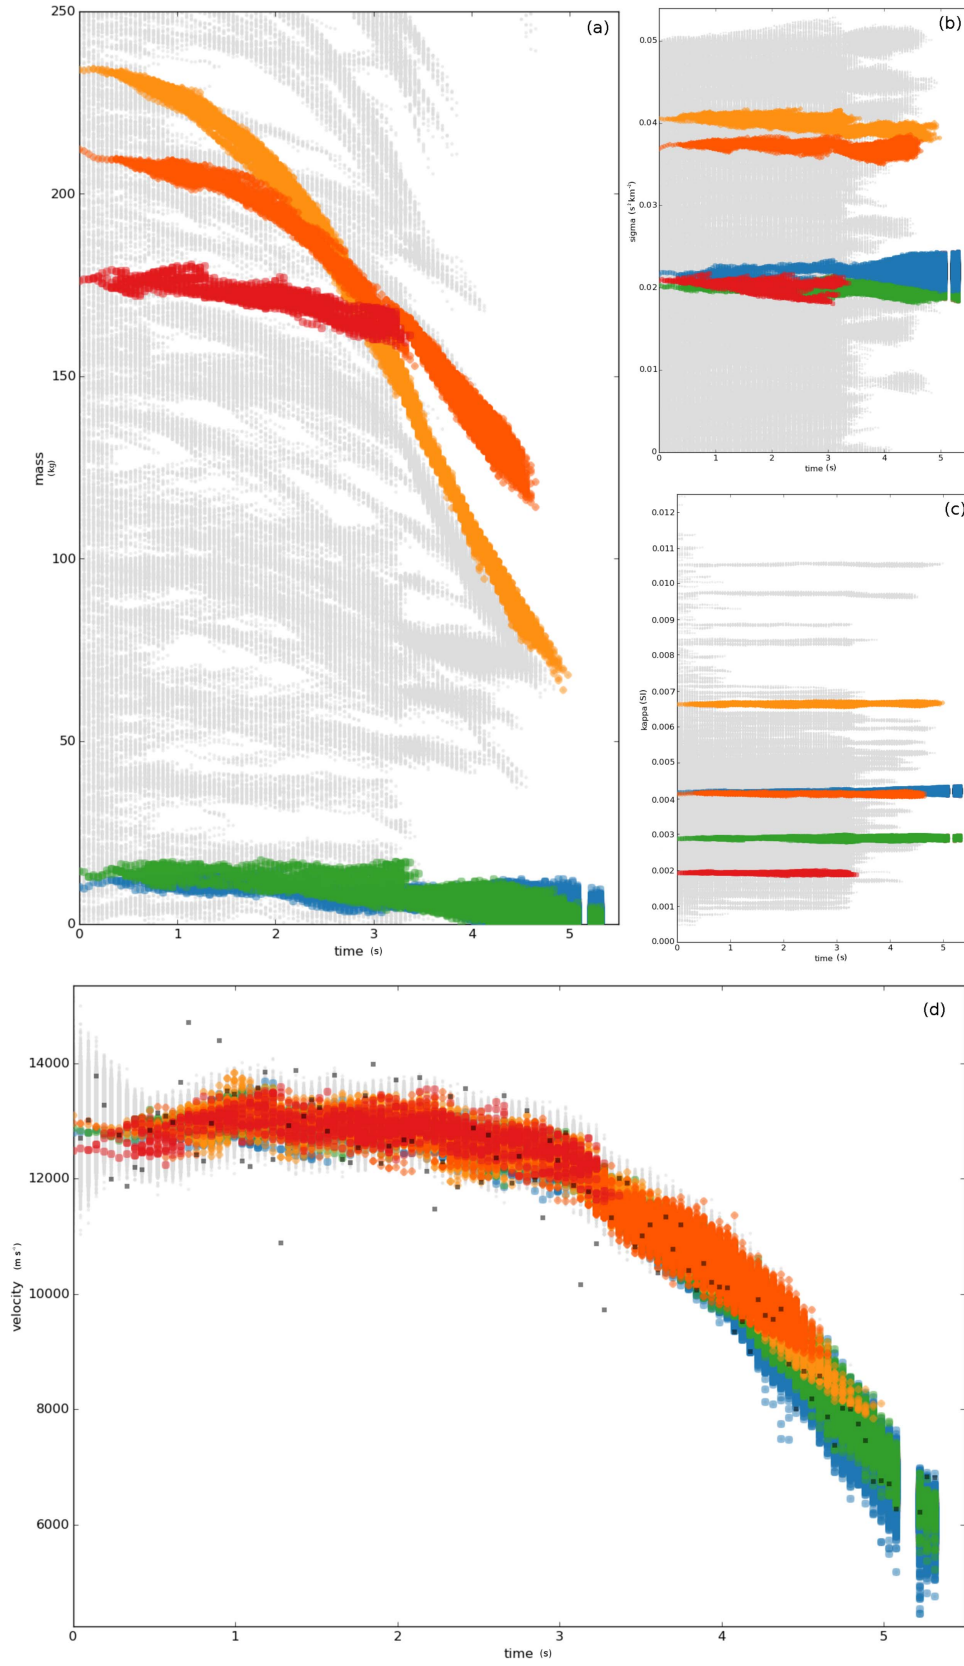 (a)
250
200
150
100
50
0
mass
(kg)
0 1 2 3 4 5
time (s)
(b)
0.05
0.04
0.03
0.02
0.01
0
sigma (s²km⁻²)
0 1 2 3 4 5
time (s)
(c)
0.012
0.011
0.010
0.009
0.008
0.007
0.006
0.005
0.004
0.003
0.002
0.001
0.000
kappa (SI)
0 1 2 3 4 5
time (s)
(d)
14000
12000
10000
8000
6000
velocity (m s⁻¹)
0 1 2 3 4 5
time (s)